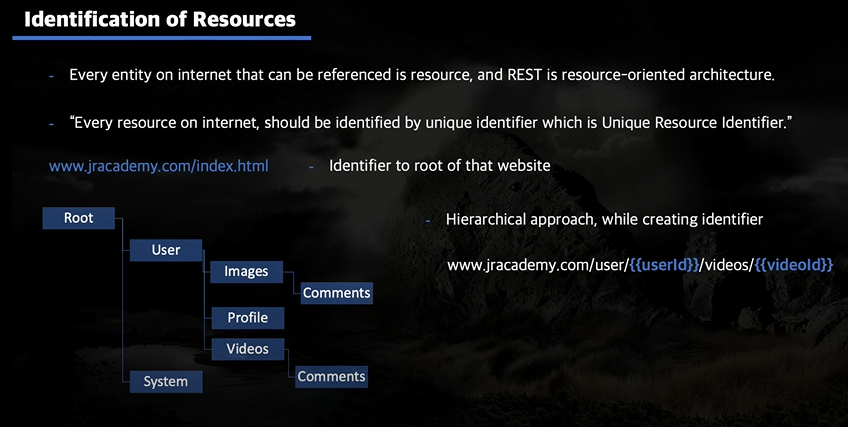 Identification of Resources
- Every entity on internet that can be referenced is resource, and REST is resource-oriented architecture.
- “Every resource on internet, should be identified by unique identifier which is Unique Resource Identifier.”
www.jracademy.com/index.html - Identifier to root of that website
- Hierarchical approach, while creating identifier
www.jracademy.com/user/{{userId}}/videos/{{videoId}}
Root
User
Images
Comments
Profile
Videos
Comments
System